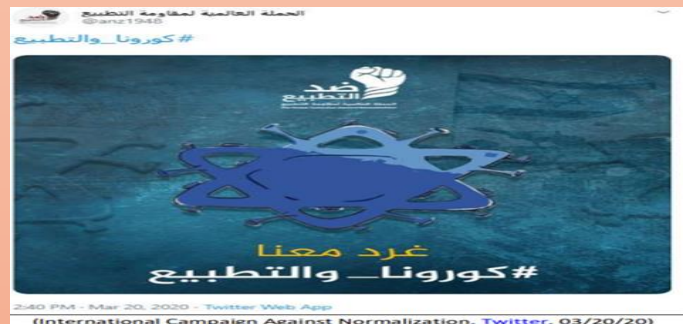 الحملة العالمية لمقاومة التطبيع
@anz1948
#كورونا_والتطبيع
ضد
التطبيع
غرد معنا
#كورونا_والتطبيع
2:40 PM - Mar 20, 2020 - Twitter Web App
(International Campaign Against Normalization, Twitter, 03/20/20)